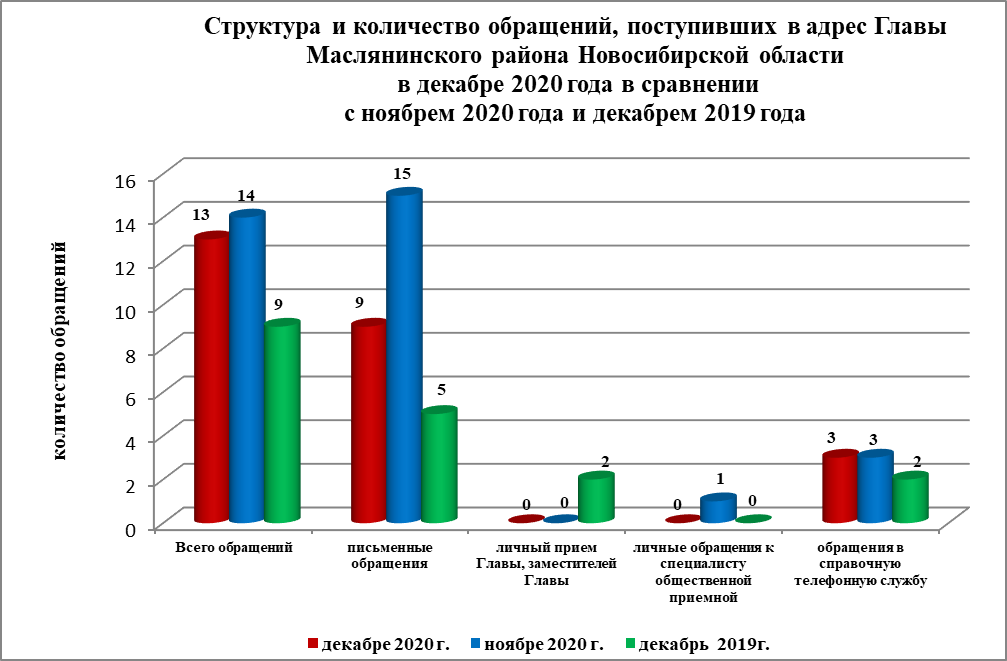 Структура и количество обращений, поступивших в адрес Главы
Маслянинского района Новосибирской области
в декабре 2020 года в сравнении
с ноябрем 2020 года и декабрем 2019 года
количество обращений
16
14
12
10
8
6
4
2
0
13
14
9
9
15
5
0
0
2
0
1
0
3
3
2
Всего обращений
письменные
обращения
личный прием
Главы, заместителей
Главы
личные обращения к
специалисту
общественной
приемной
обращения в
справочную
телефонную службу
декабре 2020 г.
ноябре 2020 г.
декабрь 2019г.